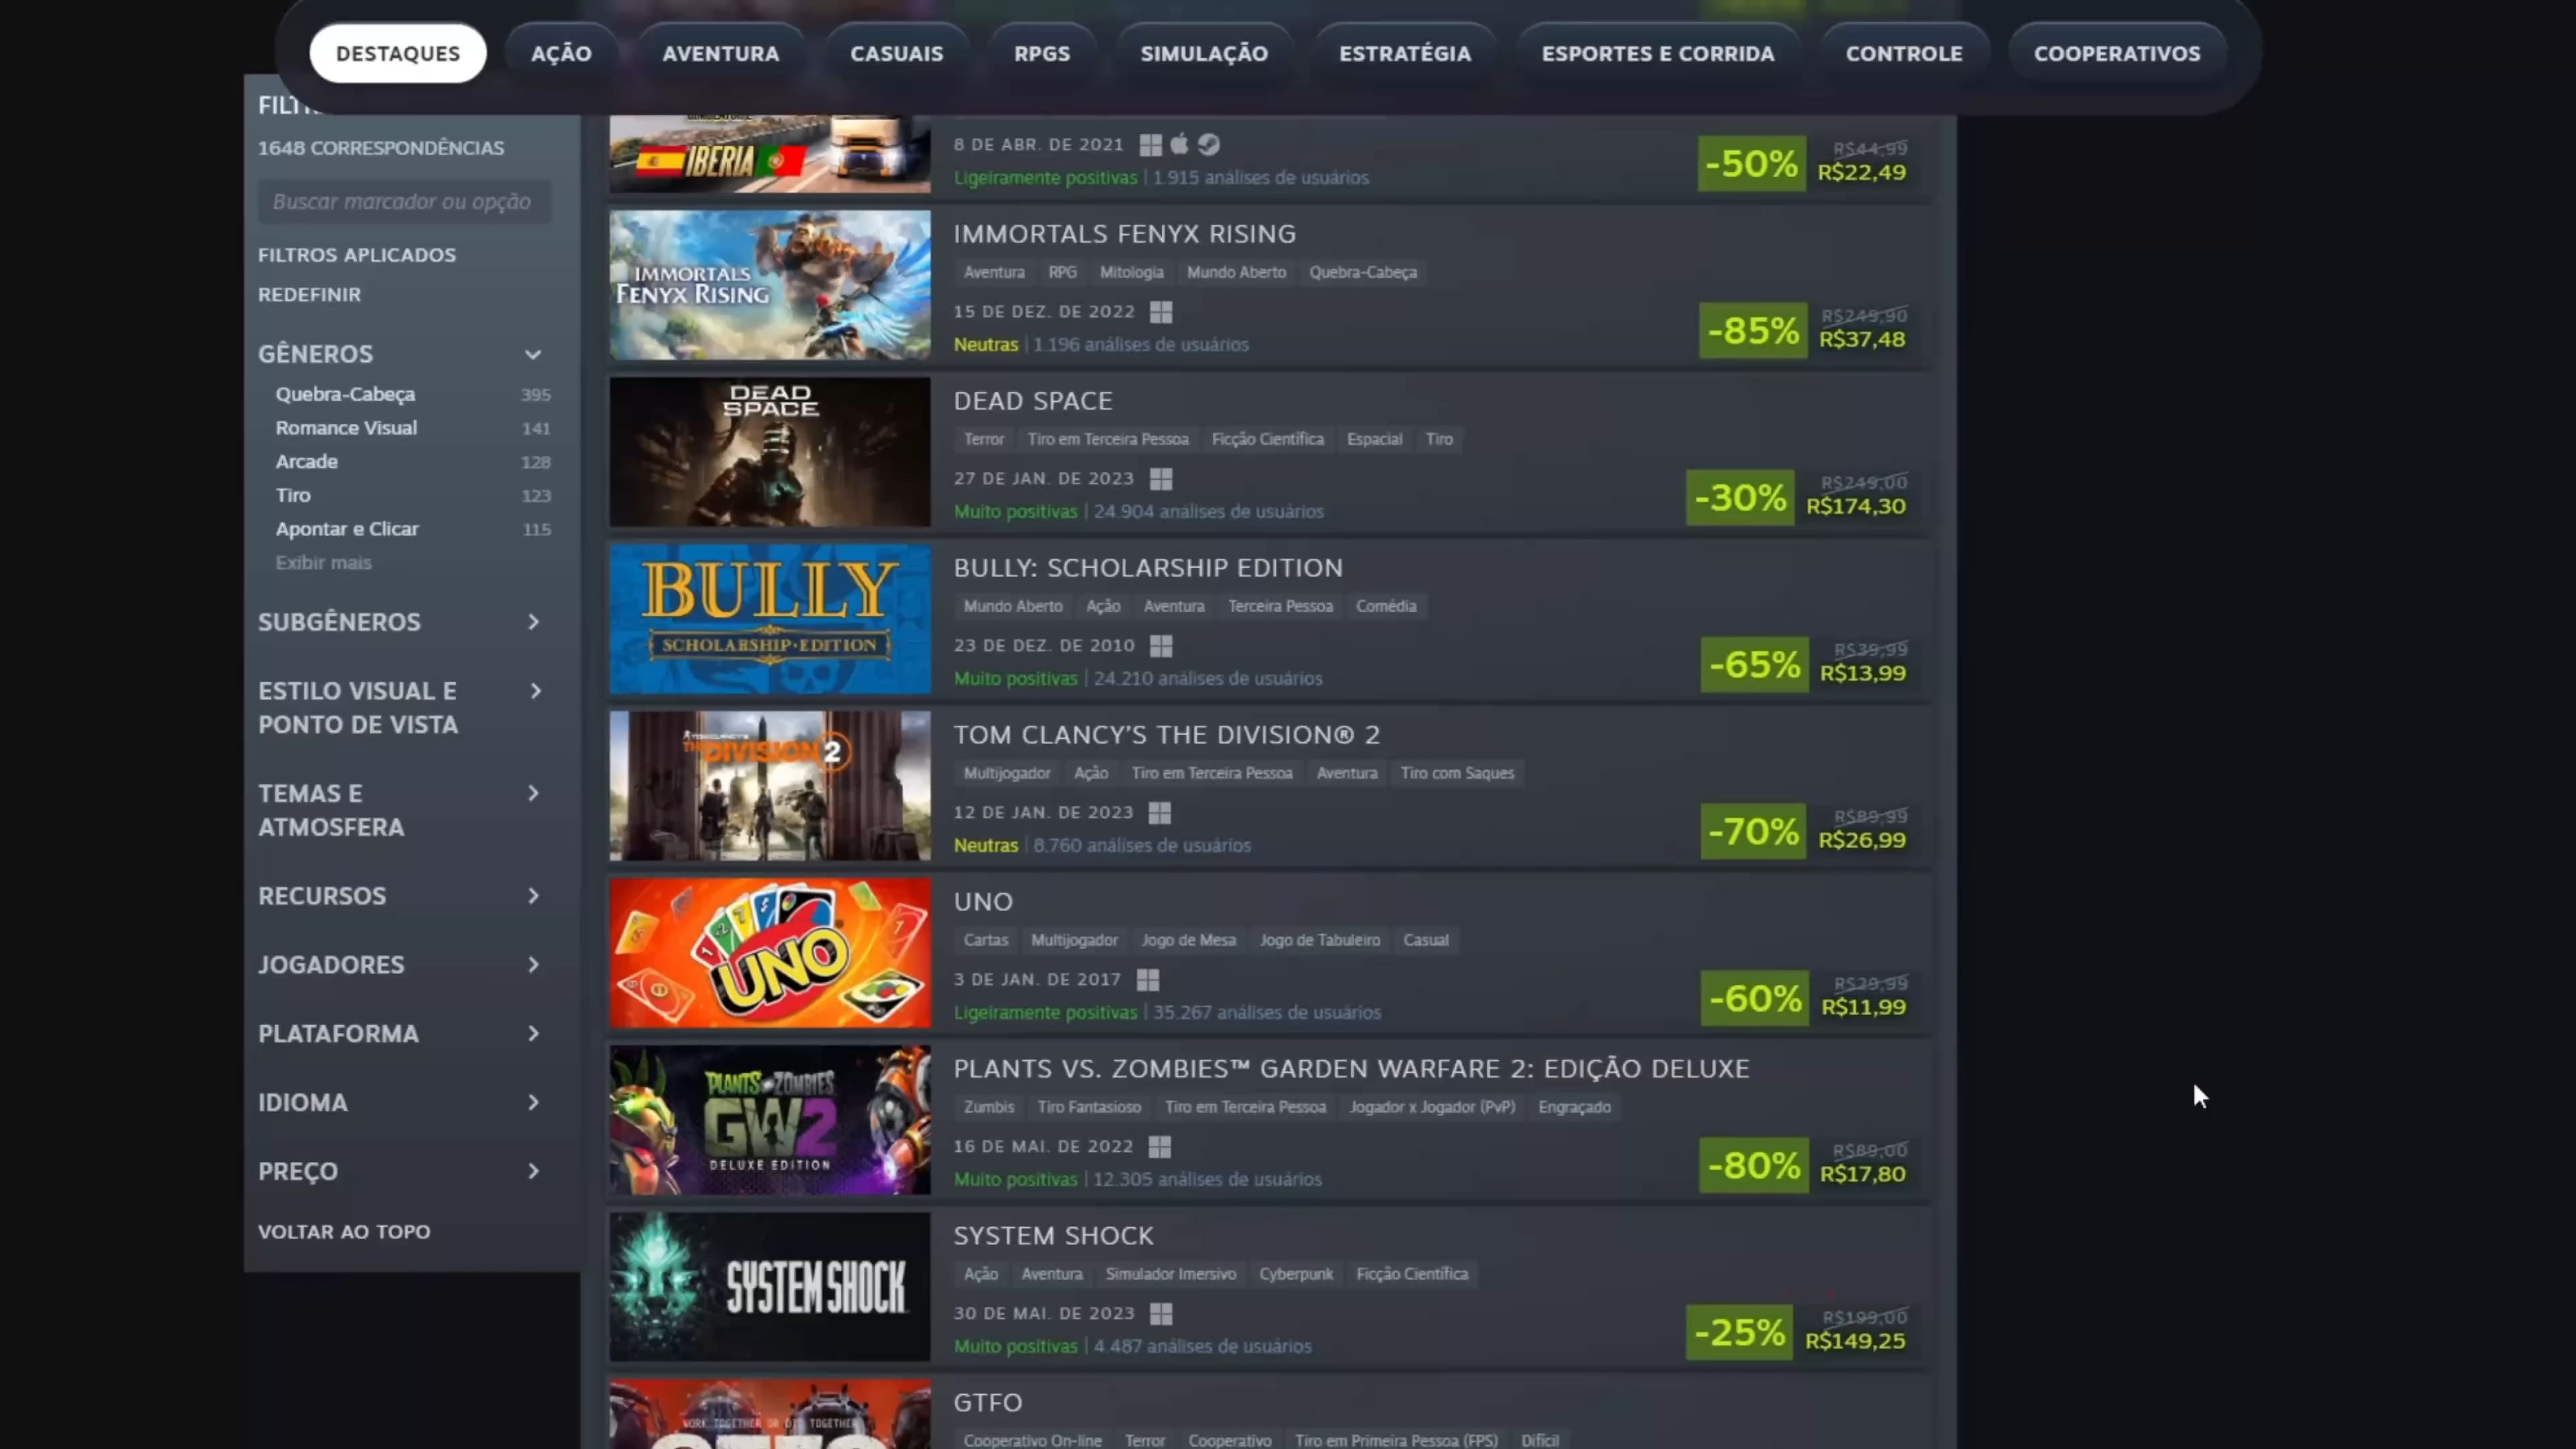 DESTAQUES AÇÃO AVENTURA CASUAIS RPGS SIMULAÇÃO ESTRATÉGIA ESPORTES E CORRIDA CONTROLE COOPERATIVOS
1648 CORRESPONDÊNCIAS
Buscar marcador ou opção
FILTROS APLICADOS
REDEFINIR
GÊNEROS
Quebra-Cabeça 395
Romance Visual 141
Arcade 128
Tiro 123
Apontar e Clicar 115
Exibir mais
SUBGÊNEROS
ESTILO VISUAL E
PONTO DE VISTA
TEMAS E
ATMOSFERA
RECURSOS
JOGADORES
PLATAFORMA
IDIOMA
PREÇO
VOLTAR AO TOPO
IBERIA
8 DE ABR. DE 2021
Ligeiramente positivas | 1.915 análises de usuários
-50% R$44,99
R$22,49
IMMORTALS
FENYX RISING
IMMORTALS FENYX RISING
Aventura RPG Mitologia Mundo Aberto Quebra-Cabeça
15 DE DEZ. DE 2022
Neutras | 1.196 análises de usuários
-85% R$249,90
R$37,48
DEAD
SPACE
DEAD SPACE
Terror Tiro em Terceira Pessoa Ficção Científica Espacial Tiro
27 DE JAN. DE 2023
Muito positivas | 24.904 análises de usuários
-30% R$249,00
R$174,30
BULLY
SCHOLARSHIP·EDITION
BULLY: SCHOLARSHIP EDITION
Mundo Aberto Ação Aventura Terceira Pessoa Comédia
23 DE DEZ. DE 2010
Muito positivas | 24.210 análises de usuários
-65% R$39,99
R$13,99
TOM CLANCY'S
THE DIVISION 2
TOM CLANCY'S THE DIVISION® 2
Multijogador Ação Tiro em Terceira Pessoa Aventura Tiro com Saques
12 DE JAN. DE 2023
Neutras | 8.760 análises de usuários
-70% R$89,99
R$26,99
UNO
UNO
Cartas Multijogador Jogo de Mesa Jogo de Tabuleiro Casual
3 DE JAN. DE 2017
Ligeiramente positivas | 35.267 análises de usuários
-60% R$29,99
R$11,99
PLANTS VS ZOMBIES
GW2
DELUXE EDITION
PLANTS VS. ZOMBIES™ GARDEN WARFARE 2: EDIÇÃO DELUXE
Zumbis Tiro Fantasioso Tiro em Terceira Pessoa Jogador x Jogador (PvP) Engraçado
16 DE MAI. DE 2022
Muito positivas | 12.305 análises de usuários
-80% R$89,00
R$17,80
SYSTEM SHOCK
SYSTEM SHOCK
Ação Aventura Simulador Imersivo Cyberpunk Ficção Científica
30 DE MAI. DE 2023
Muito positivas | 4.487 análises de usuários
-25% R$199,00
R$149,25
WORK TOGETHER OR DIE TOGETHER
GTFO
GTFO
Cooperativo On-line Terror Cooperativo Tiro em Primeira Pessoa (FPS) Difícil